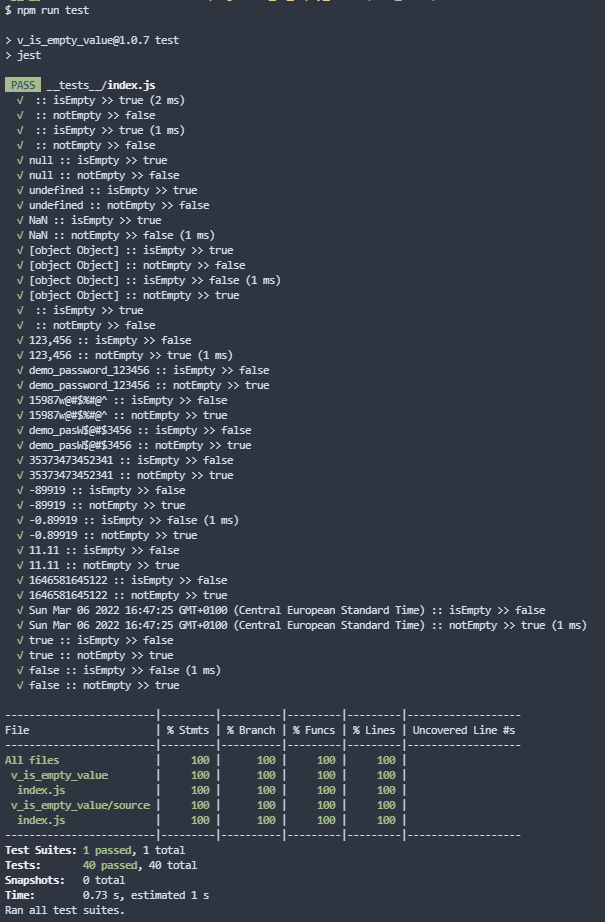 $ npm run test
> v_is_empty_value@1.0.7 test
> jest
PASS __tests__/index.js
√  :: isEmpty >> true (2 ms)
√  :: notEmpty >> false
√  :: isEmpty >> true (1 ms)
√  :: notEmpty >> false
√ null :: isEmpty >> true
√ null :: notEmpty >> false
√ undefined :: isEmpty >> true
√ undefined :: notEmpty >> false
√ NaN :: isEmpty >> true
√ NaN :: notEmpty >> false (1 ms)
√ [object Object] :: isEmpty >> true
√ [object Object] :: notEmpty >> false
√ [object Object] :: isEmpty >> false (1 ms)
√ [object Object] :: notEmpty >> true
√  :: isEmpty >> true
√  :: notEmpty >> false
√ 123,456 :: isEmpty >> false
√ 123,456 :: notEmpty >> true (1 ms)
√ demo_password_123456 :: isEmpty >> false
√ demo_password_123456 :: notEmpty >> true
√ 15987w@#$%#@^ :: isEmpty >> false
√ 15987w@#$%#@^ :: notEmpty >> true
√ demo_pasW$@#$3456 :: isEmpty >> false
√ demo_pasW$@#$3456 :: notEmpty >> true
√ 35373473452341 :: isEmpty >> false
√ 35373473452341 :: notEmpty >> true
√ -89919 :: isEmpty >> false
√ -89919 :: notEmpty >> true
√ -0.89919 :: isEmpty >> false (1 ms)
√ -0.89919 :: notEmpty >> true
√ 11.11 :: isEmpty >> false
√ 11.11 :: notEmpty >> true
√ 1646581645122 :: isEmpty >> false
√ 1646581645122 :: notEmpty >> true
√ Sun Mar 06 2022 16:47:25 GMT+0100 (Central European Standard Time) :: isEmpty >> false
√ Sun Mar 06 2022 16:47:25 GMT+0100 (Central European Standard Time) :: notEmpty >> true (1 ms)
√ true :: isEmpty >> false
√ true :: notEmpty >> true
√ false :: isEmpty >> false (1 ms)
√ false :: notEmpty >> true
-------------------------|---------|----------|---------|---------|-------------------
File                     | % Stmts | % Branch | % Funcs | % Lines | Uncovered Line #s
-------------------------|---------|----------|---------|---------|-------------------
All files                |     100 |      100 |     100 |     100 |
v_is_empty_value        |     100 |      100 |     100 |     100 |
index.js               |     100 |      100 |     100 |     100 |
v_is_empty_value/source |     100 |      100 |     100 |     100 |
index.js               |     100 |      100 |     100 |     100 |
-------------------------|---------|----------|---------|---------|-------------------
Test Suites: 1 passed, 1 total
Tests:       40 passed, 40 total
Snapshots:   0 total
Time:        0.73 s, estimated 1 s
Ran all test suites.